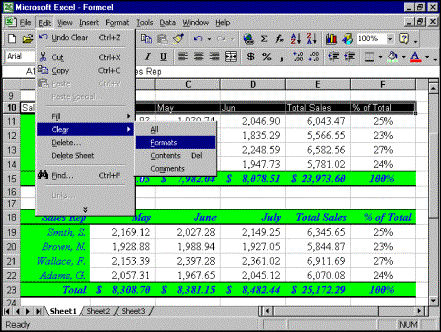 Microsoft Excel - Formcel
File Edit View Insert Format Tools Data Window Help
100%
Arial B I U $ %
Undo Clear Ctrl+Z
Cut Ctrl+X
Copy Ctrl+C
Paste Ctrl+V
Paste Special...
Fill
Clear
Delete...
Delete Sheet
Find... Ctrl+F
Links...
All
Formats
Contents Del
Comments
C D E F
9
10 May Jun Total Sales % of Total
11 2,046.90 6,043.47 25%
12 1,835.29 5,566.55 23%
13 2,248.59 6,582.56 27%
14 1,947.73 5,781.02 24%
15 $ 7,982.04 $ 8,078.51 $ 23,973.60 100%
18 Sales Rep May June July Total Sales % of Total
19 Smith, S. 2,169.12 2,027.28 2,149.25 6,345.65 25%
20 Brown, N. 1,928.88 1,988.94 1,927.05 5,844.87 23%
21 Wallace, F. 2,153.39 2,397.28 2,361.02 6,911.69 27%
22 Adams, G. 2,057.31 1,967.65 2,045.12 6,070.08 24%
23 Total $ 8,308.70 $ 8,381.15 $ 8,482.44 $ 25,172.29 100%
24
Sheet1 Sheet2 Sheet3
Ready NUM